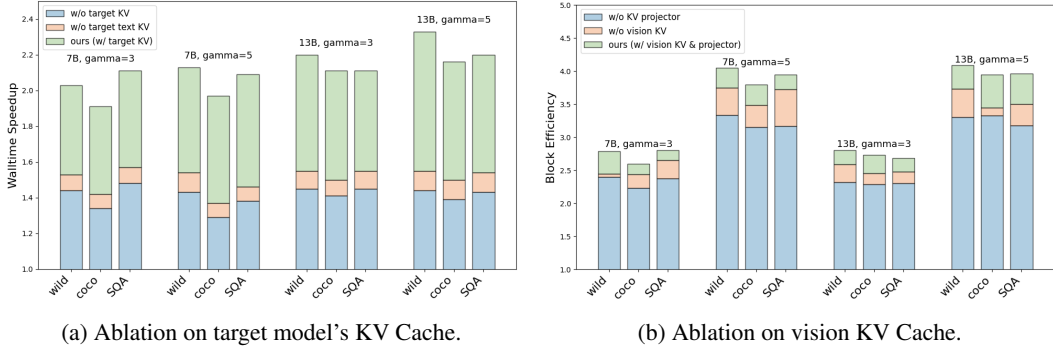 w/o target KV
w/o target text KV
ours (w/ target KV)
7B, gamma=3
7B, gamma=5
13B, gamma=3
13B, gamma=5
Walltime Speedup
2.4
2.2
2.0
1.8
1.6
1.4
1.2
1.0
wild
coco
SQA
wild
coco
SQA
wild
coco
SQA
wild
coco
SQA
(a) Ablation on target model's KV Cache.
w/o KV projector
w/o vision KV
ours (w/ vision KV & projector)
7B, gamma=3
7B, gamma=5
13B, gamma=3
13B, gamma=5
Block Efficiency
5.0
4.5
4.0
3.5
3.0
2.5
2.0
1.5
1.0
wild
coco
SQA
wild
coco
SQA
wild
coco
SQA
wild
coco
SQA
(b) Ablation on vision KV Cache.